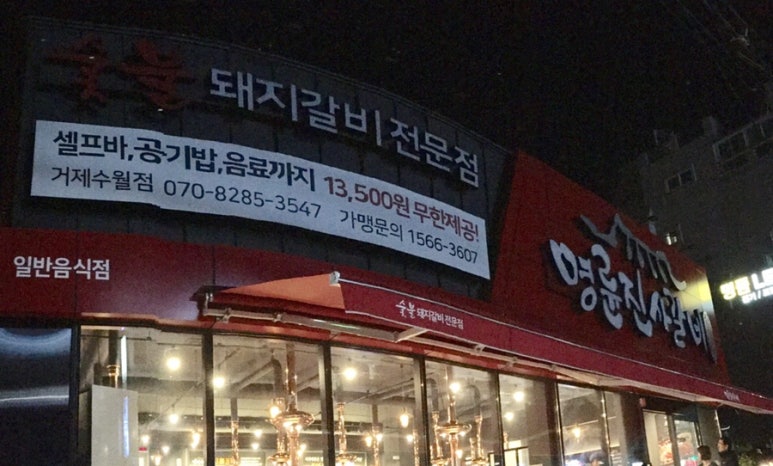 숯불 돼지갈비 전문점
셀프바, 공기밥, 음료까지 13,500원 무한제공!
거제수월점 070-8285-3547 가맹문의 1566-3607
명륜진사갈비
일반음식점
숯불 돼지갈비 전문점